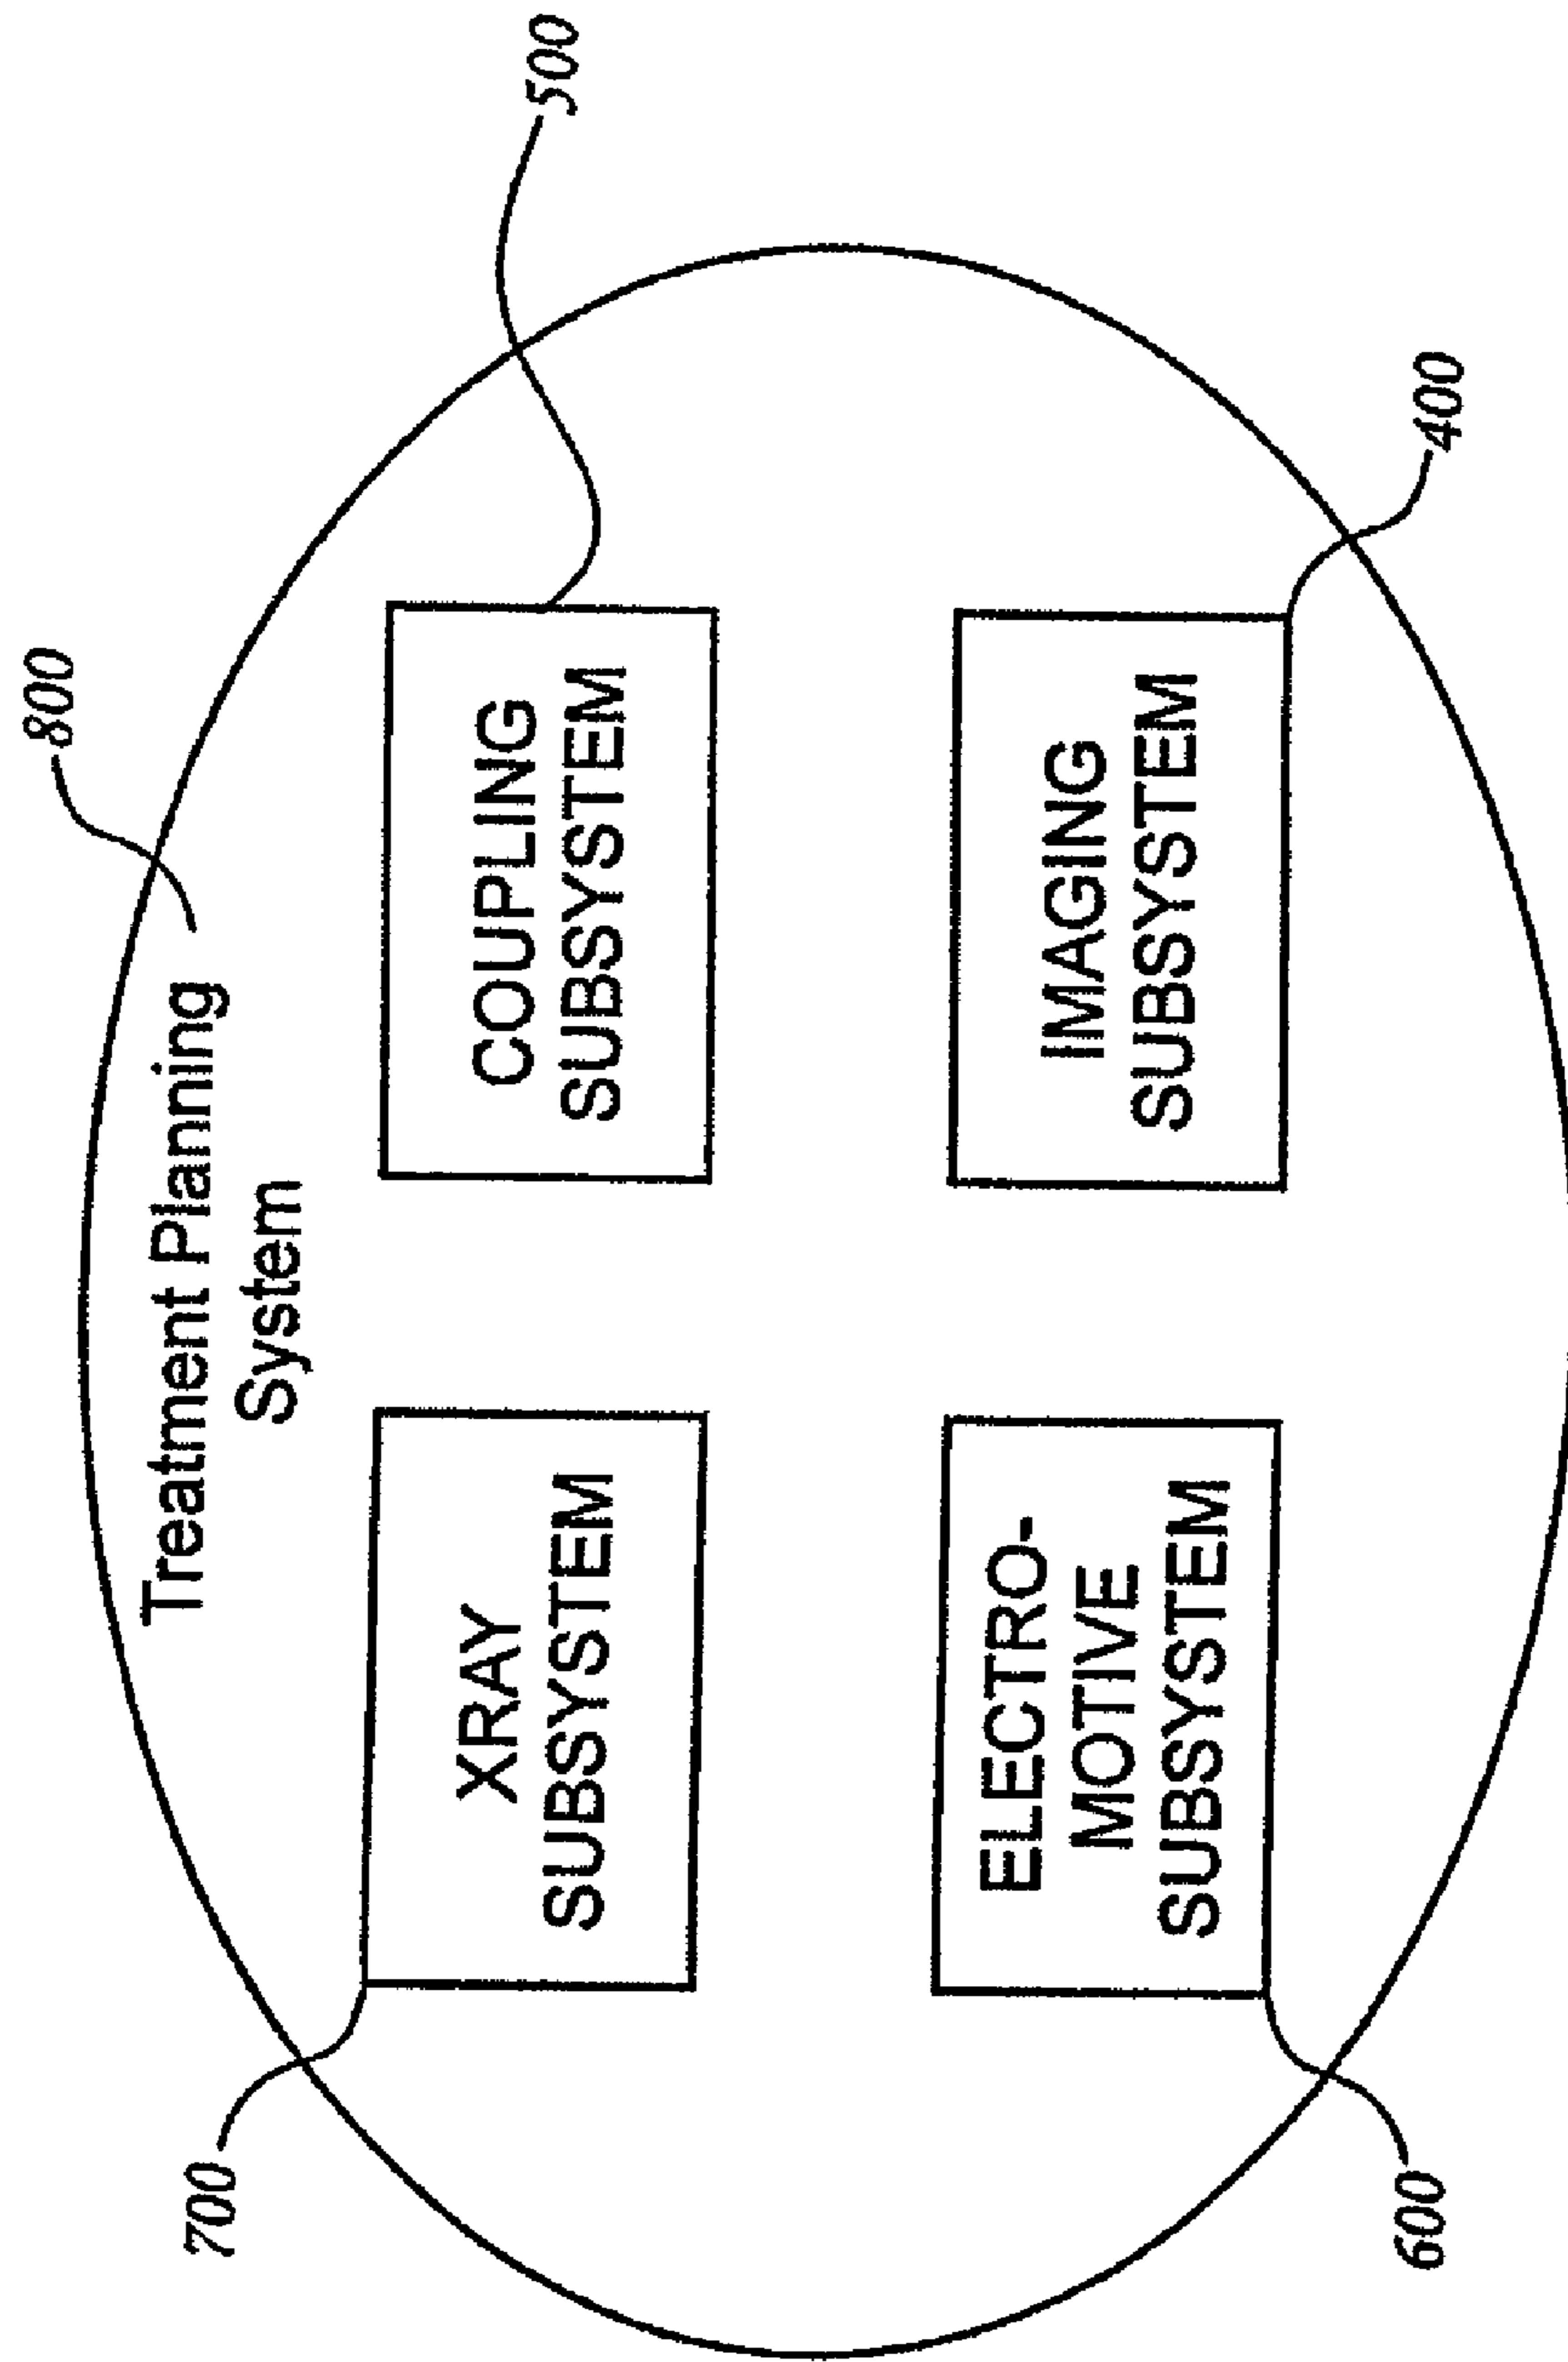 800
Treatment Planning
System
700
XRAY
SUBSYSTEM
500
COUPLING
SUBSYSTEM
600
ELECTRO-
MOTIVE
SUBSYSTEM
400
IMAGING
SUBSYSTEM